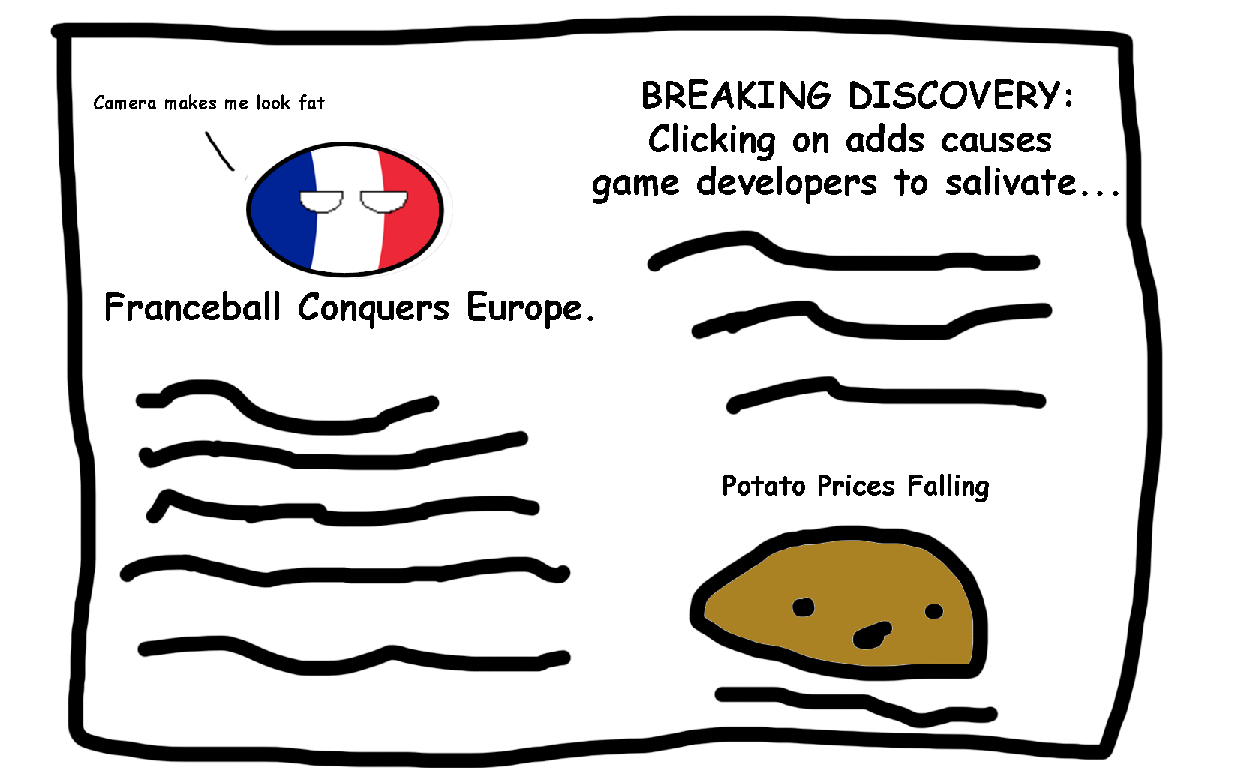 Camera makes me look fat
Franceball Conquers Europe.
BREAKING DISCOVERY:
Clicking on adds causes
game developers to salivate...
Potato Prices Falling